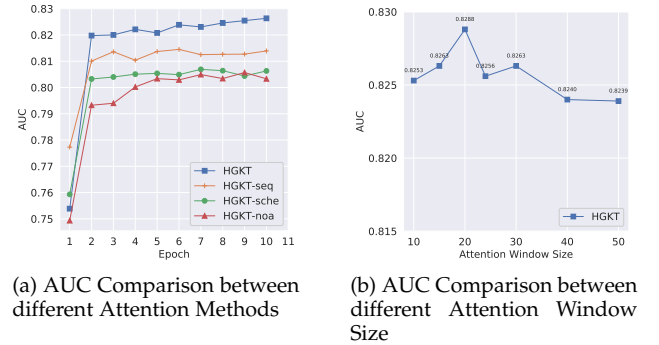 0.83
0.82
0.81
0.80
0.79
0.78
0.77
0.76
0.75
AUC
1 2 3 4 5 6 7 8 9 10 11
Epoch
HGKT
HGKT-seq
HGKT-sche
HGKT-noa
(a) AUC Comparison between
different Attention Methods
0.830
0.825
0.820
0.815
AUC
0.8253
0.8263
0.8288
0.8256
0.8263
0.8240
0.8239
10 20 30 40 50
Attention Window Size
HGKT
(b) AUC Comparison between
different Attention Window
Size